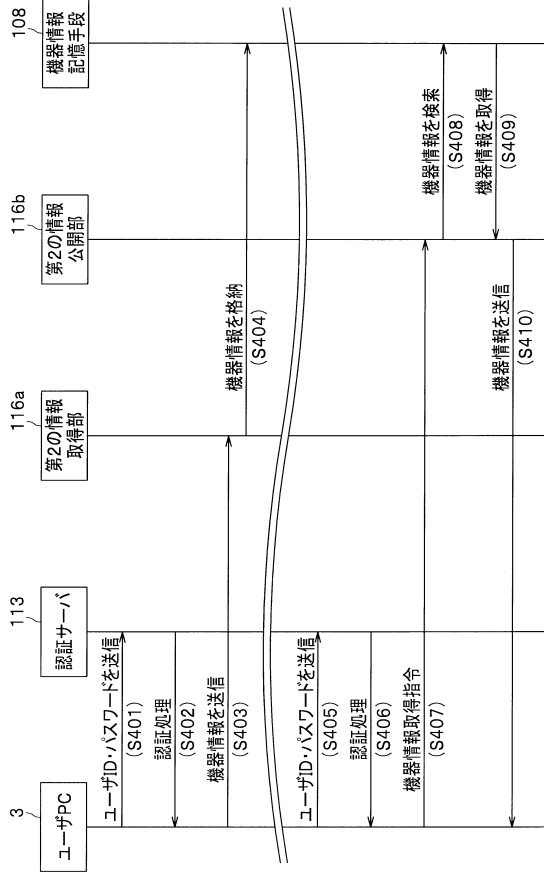 3
ユーザPC
113
認証サーバ
116a
第2の情報
取得部
116b
第2の情報
公開部
108
機器情報
記憶手段
ユーザID・パスワードを送信
(S401)
認証処理
(S402)
機器情報を送信
(S403)
機器情報を格納
(S404)
ユーザID・パスワードを送信
(S405)
認証処理
(S406)
機器情報取得指令
(S407)
機器情報を検索
(S408)
機器情報を取得
(S409)
機器情報を送信
(S410)